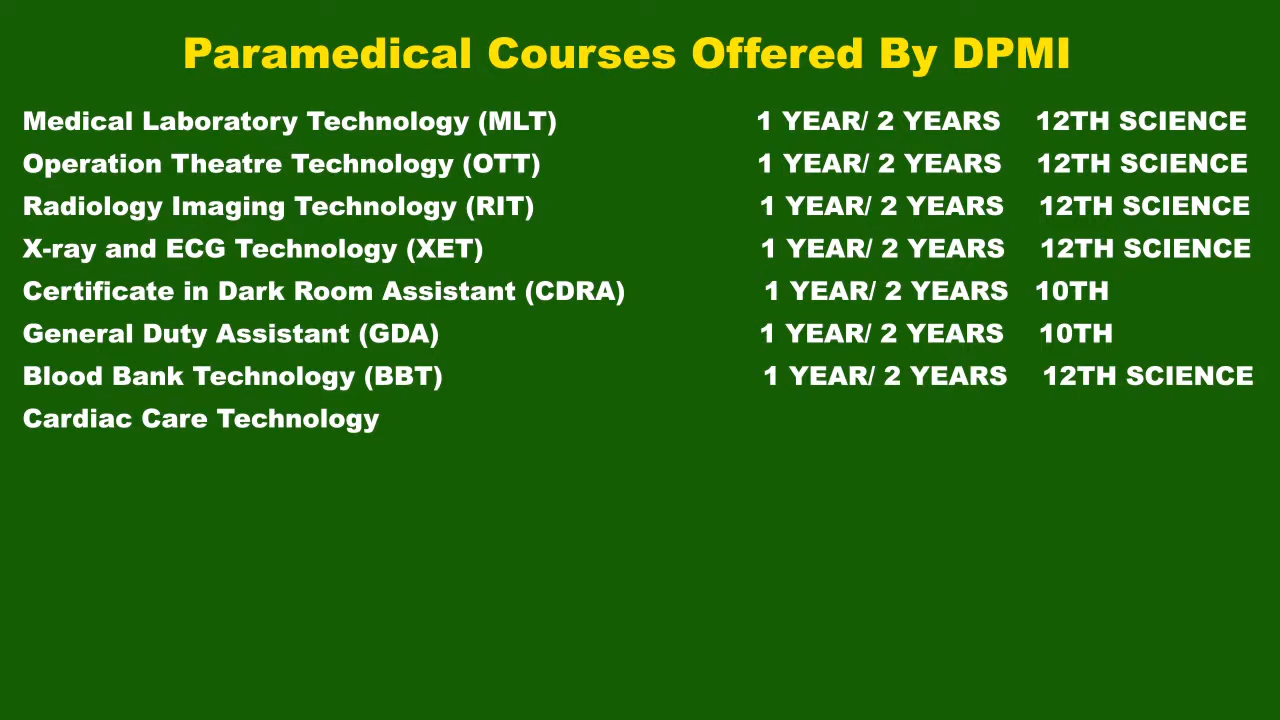 Paramedical Courses Offered By DPMI
Medical Laboratory Technology (MLT) 1 YEAR/ 2 YEARS 12TH SCIENCE
Operation Theatre Technology (OTT) 1 YEAR/ 2 YEARS 12TH SCIENCE
Radiology Imaging Technology (RIT) 1 YEAR/ 2 YEARS 12TH SCIENCE
X-ray and ECG Technology (XET) 1 YEAR/ 2 YEARS 12TH SCIENCE
Certificate in Dark Room Assistant (CDRA) 1 YEAR/ 2 YEARS 10TH
General Duty Assistant (GDA) 1 YEAR/ 2 YEARS 10TH
Blood Bank Technology (BBT) 1 YEAR/ 2 YEARS 12TH SCIENCE
Cardiac Care Technology